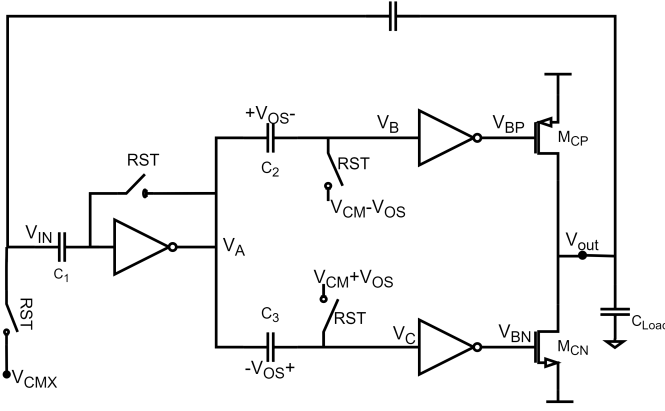 +V_OS-
V_B
V_BP
M_CP
RST
C_2
RST
V_CM-V_OS
V_IN
V_A
V_out
C_1
RST
V_CM+V_OS
C_3
RST
C_Load
V_C
V_BN
M_CN
-V_OS+
V_CMX